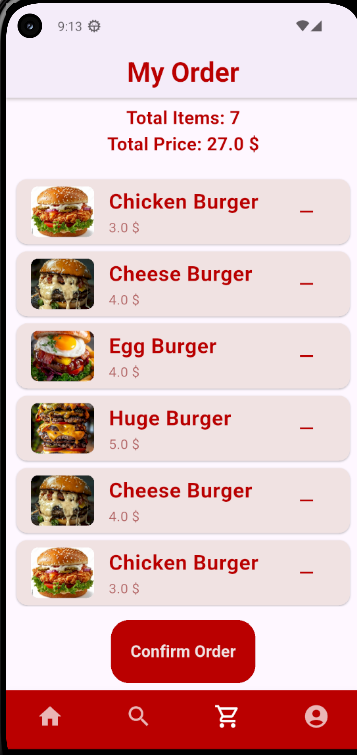 9:13
My Order
Total Items: 7
Total Price: 27.0 $
Chicken Burger
3.0 $
Cheese Burger
4.0 $
Egg Burger
4.0 $
Huge Burger
5.0 $
Cheese Burger
4.0 $
Chicken Burger
3.0 $
Confirm Order